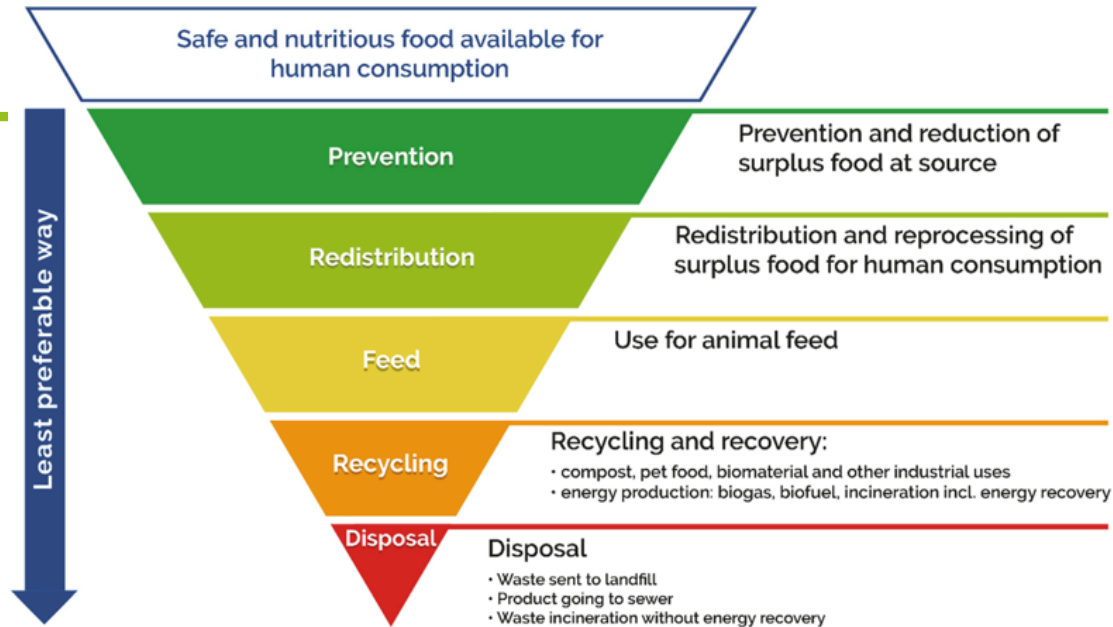 Safe and nutritious food available for
human consumption
Least preferable way
Prevention
Prevention and reduction of
surplus food at source
Redistribution
Redistribution and reprocessing of
surplus food for human consumption
Feed
Use for animal feed
Recycling
Recycling and recovery:
• compost, pet food, biomaterial and other industrial uses
• energy production: biogas, biofuel, incineration incl. energy recovery
Disposal
Disposal
• Waste sent to landfill
• Product going to sewer
• Waste incineration without energy recovery